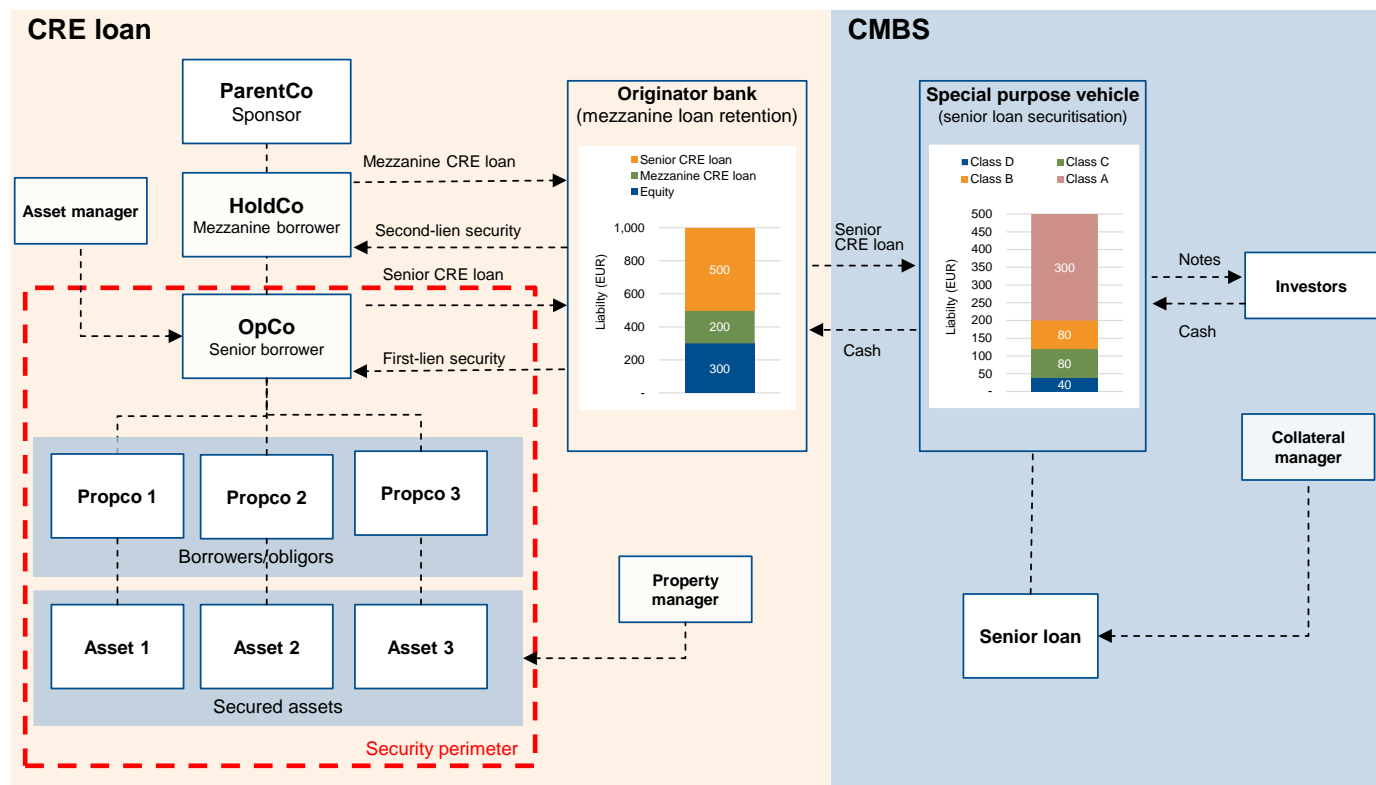 CRE loan
CMBS
ParentCo
Sponsor
Mezzanine CRE loan
Asset manager
HoldCo
Mezzanine borrower
Second-lien security
Senior CRE loan
OpCo
Senior borrower
First-lien security
Propco 1
Propco 2
Propco 3
Borrowers/obligors
Asset 1
Asset 2
Asset 3
Secured assets
Security perimeter
Property
manager
Originator bank
(mezzanine loan retention)
Senior CRE loan
Mezzanine CRE loan
Equity
Liabilty (EUR)
1,000
800
600
400
200
-
500
200
300
Senior
CRE loan
Cash
Special purpose vehicle
(senior loan securitisation)
Class D
Class C
Class B
Class A
Liabilty (EUR)
500
450
400
350
300
250
200
150
100
50
-
300
80
80
40
Notes
Investors
Cash
Collateral
manager
Senior loan